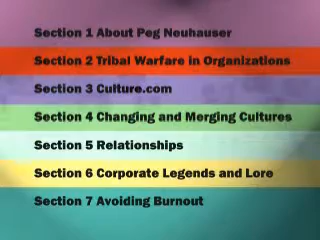 Section 1 About Peg Neuhauser
Section 2 Tribal Warfare in Organizations
Section 3 Culture.com
Section 4 Changing and Merging Cultures
Section 5 Relationships
Section 6 Corporate Legends and Lore
Section 7 Avoiding Burnout